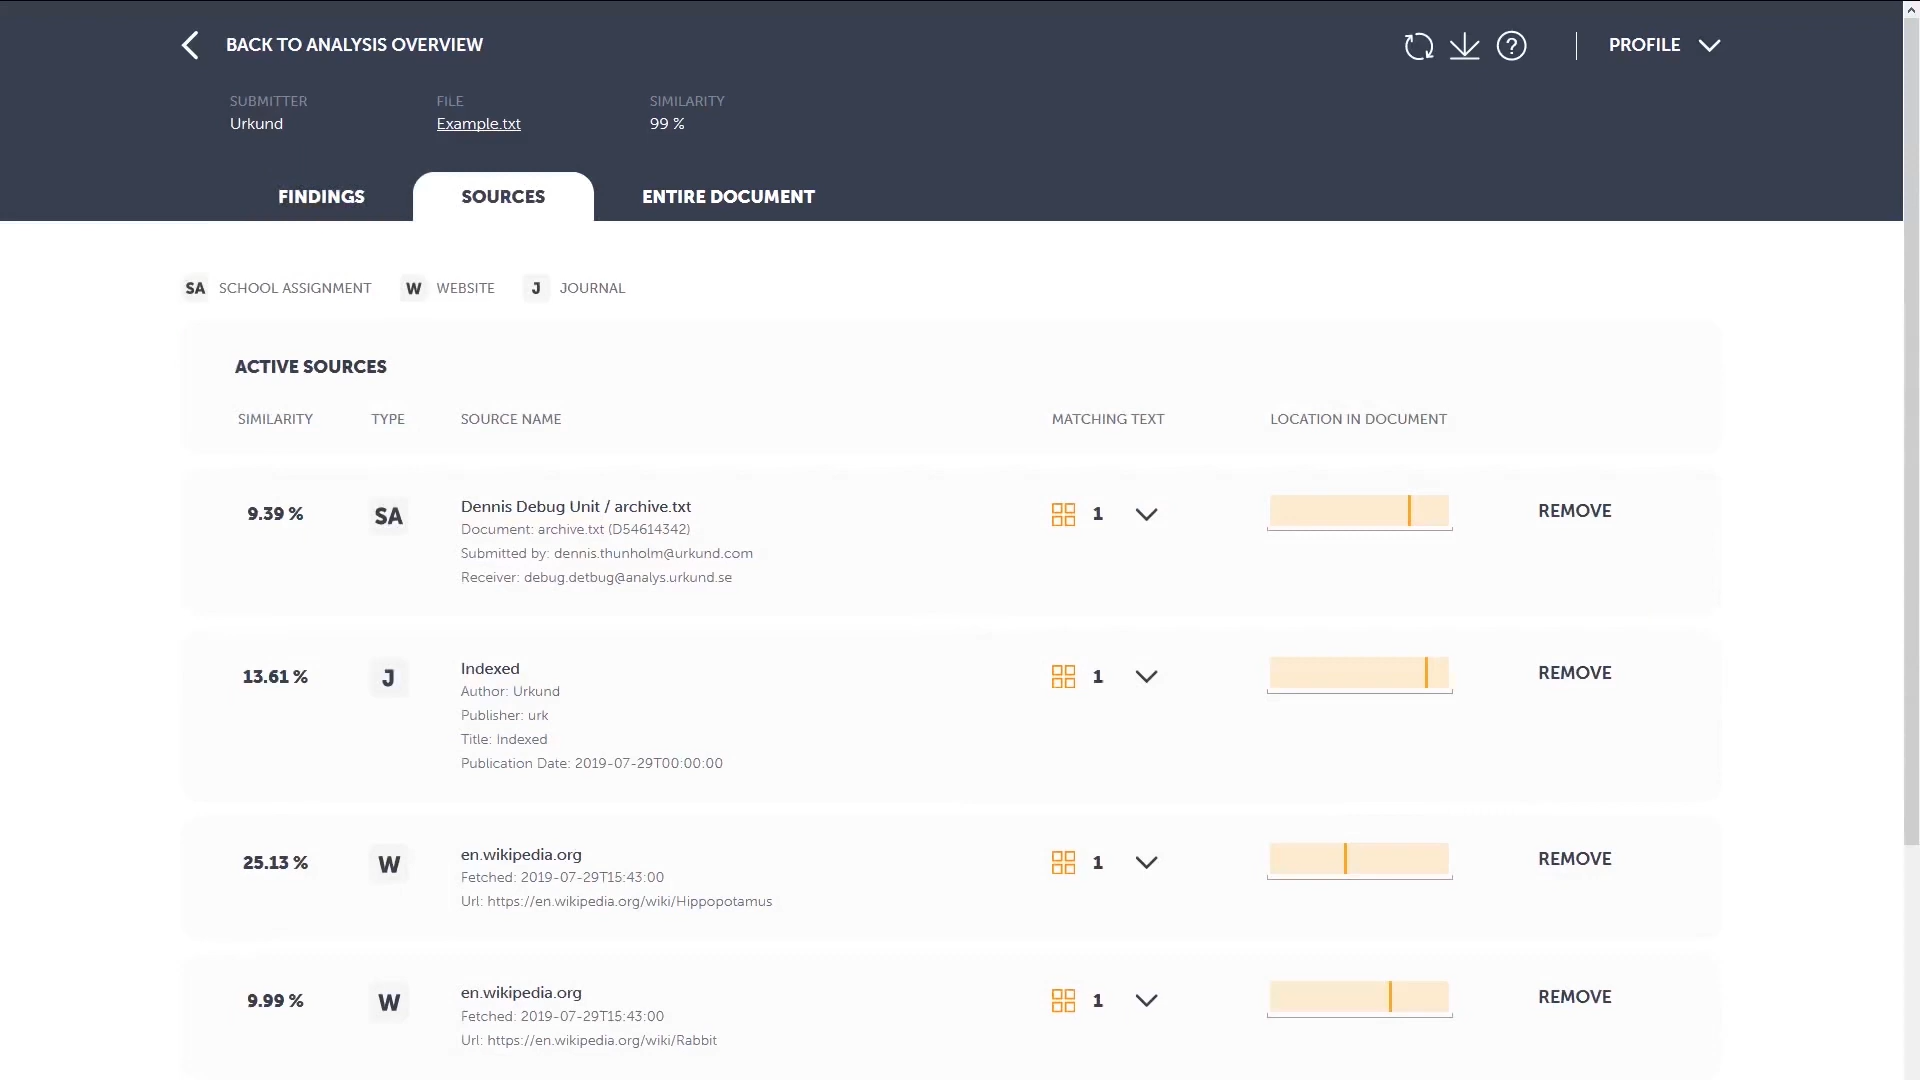 BACK TO ANALYSIS OVERVIEW
PROFILE
SUBMITTER FILE SIMILARITY
Urkund Example.txt 99 %
FINDINGS SOURCES ENTIRE DOCUMENT
SA SCHOOL ASSIGNMENT W WEBSITE J JOURNAL
ACTIVE SOURCES
SIMILARITY TYPE SOURCE NAME MATCHING TEXT LOCATION IN DOCUMENT
9.39 % SA Dennis Debug Unit / archive.txt 1 REMOVE
Document: archive.txt (D54614342)
Submitted by: dennis.thunholm@urkund.com
Receiver: debug.detbug@analys.urkund.se
13.61 % J Indexed 1 REMOVE
Author: Urkund
Publisher: urk
Title: Indexed
Publication Date: 2019-07-29T00:00:00
25.13 % W en.wikipedia.org 1 REMOVE
Fetched: 2019-07-29T15:43:00
Url: https://en.wikipedia.org/wiki/Hippopotamus
9.99 % W en.wikipedia.org 1 REMOVE
Fetched: 2019-07-29T15:43:00
Url: https://en.wikipedia.org/wiki/Rabbit